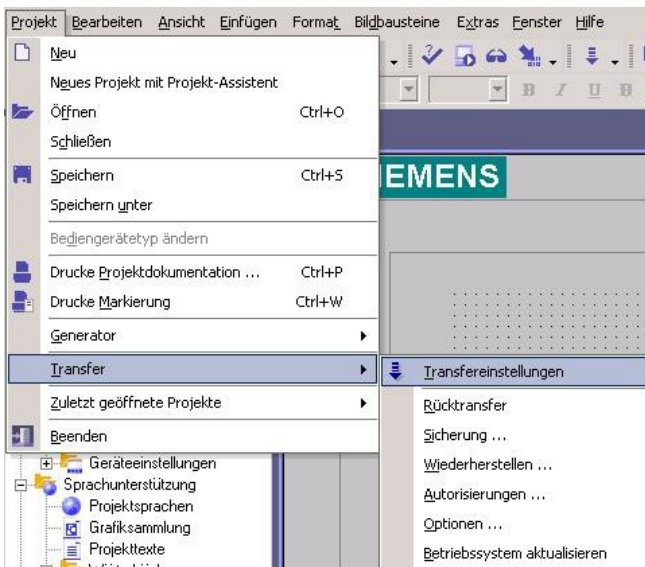 Projekt Bearbeiten Ansicht Einfügen Format Bildbausteine Extras Fenster Hilfe
Neu
Neues Projekt mit Projekt-Assistent
Öffnen Ctrl+O
Schließen
Speichern Ctrl+S
Speichern unter
Bediengerätetyp ändern
Drucke Projektdokumentation ... Ctrl+P
Drucke Markierung Ctrl+W
Generator
Transfer
Zuletzt geöffnete Projekte
Beenden
B I U
EMENS
Transfereinstellungen
Rücktransfer
Sicherung ...
Wiederherstellen ...
Autorisierungen ...
Optionen ...
Betriebssystem aktualisieren
Geräteeinstellungen
Sprachunterstützung
Projektsprachen
Grafiksammlung
Projekttexte